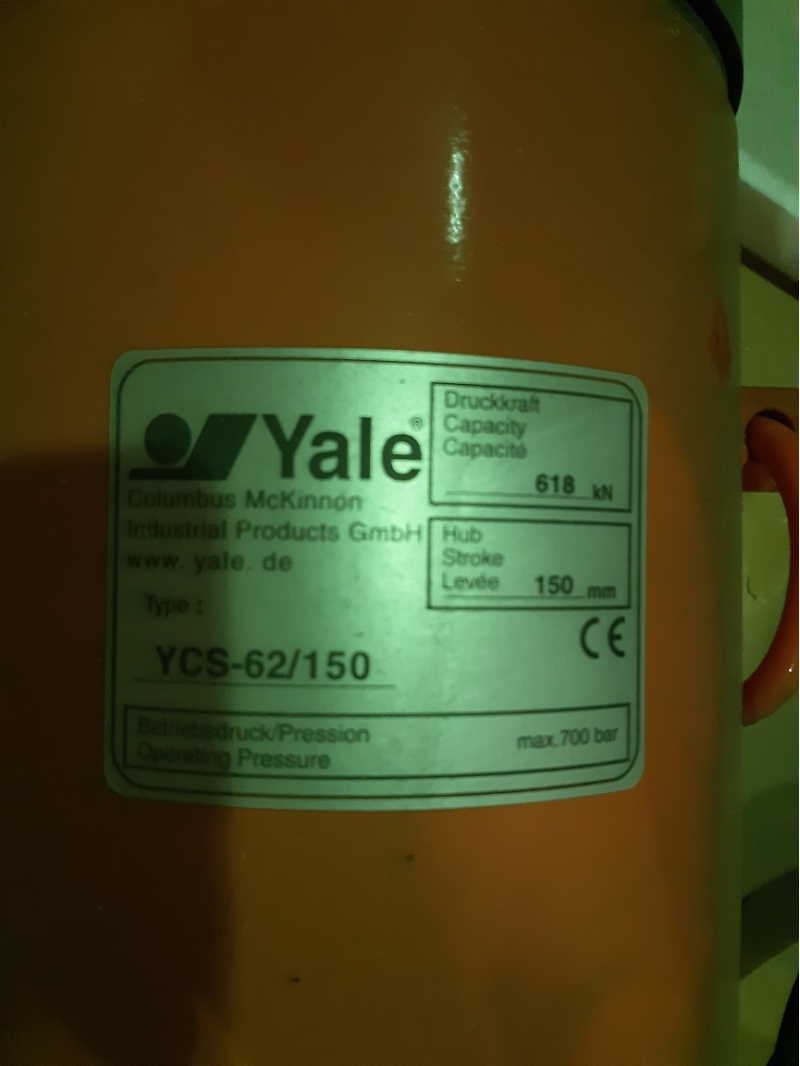 Yale®
Columbus McKinnon
Industrial Products GmbH
www. yale. de
Type :
YCS-62/150
Druckkraft
Capacity
Capacité
618 kN
Hub
Stroke
Levée 150 mm
CE
Betriebsdruck/Pression
Operating Pressure
max.700 bar